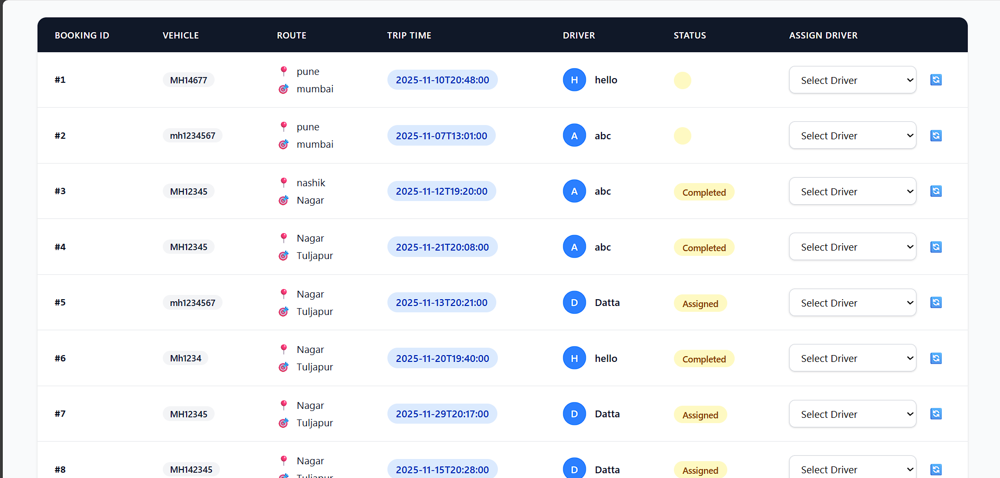 BOOKING ID VEHICLE ROUTE TRIP TIME DRIVER STATUS ASSIGN DRIVER
#1 MH14677 pune mumbai 2025-11-10T20:48:00 H hello Select Driver
#2 mh1234567 pune mumbai 2025-11-07T13:01:00 A abc Select Driver
#3 MH12345 nashik Nagar 2025-11-12T19:20:00 A abc Completed Select Driver
#4 MH12345 Nagar Tuljapur 2025-11-21T20:08:00 A abc Completed Select Driver
#5 mh1234567 Nagar Tuljapur 2025-11-13T20:21:00 D Datta Assigned Select Driver
#6 Mh1234 Nagar Tuljapur 2025-11-20T19:40:00 H hello Completed Select Driver
#7 MH12345 Nagar Tuljapur 2025-11-29T20:17:00 D Datta Assigned Select Driver
#8 MH142345 Nagar 2025-11-15T20:28:00 D Datta Assigned Select Driver